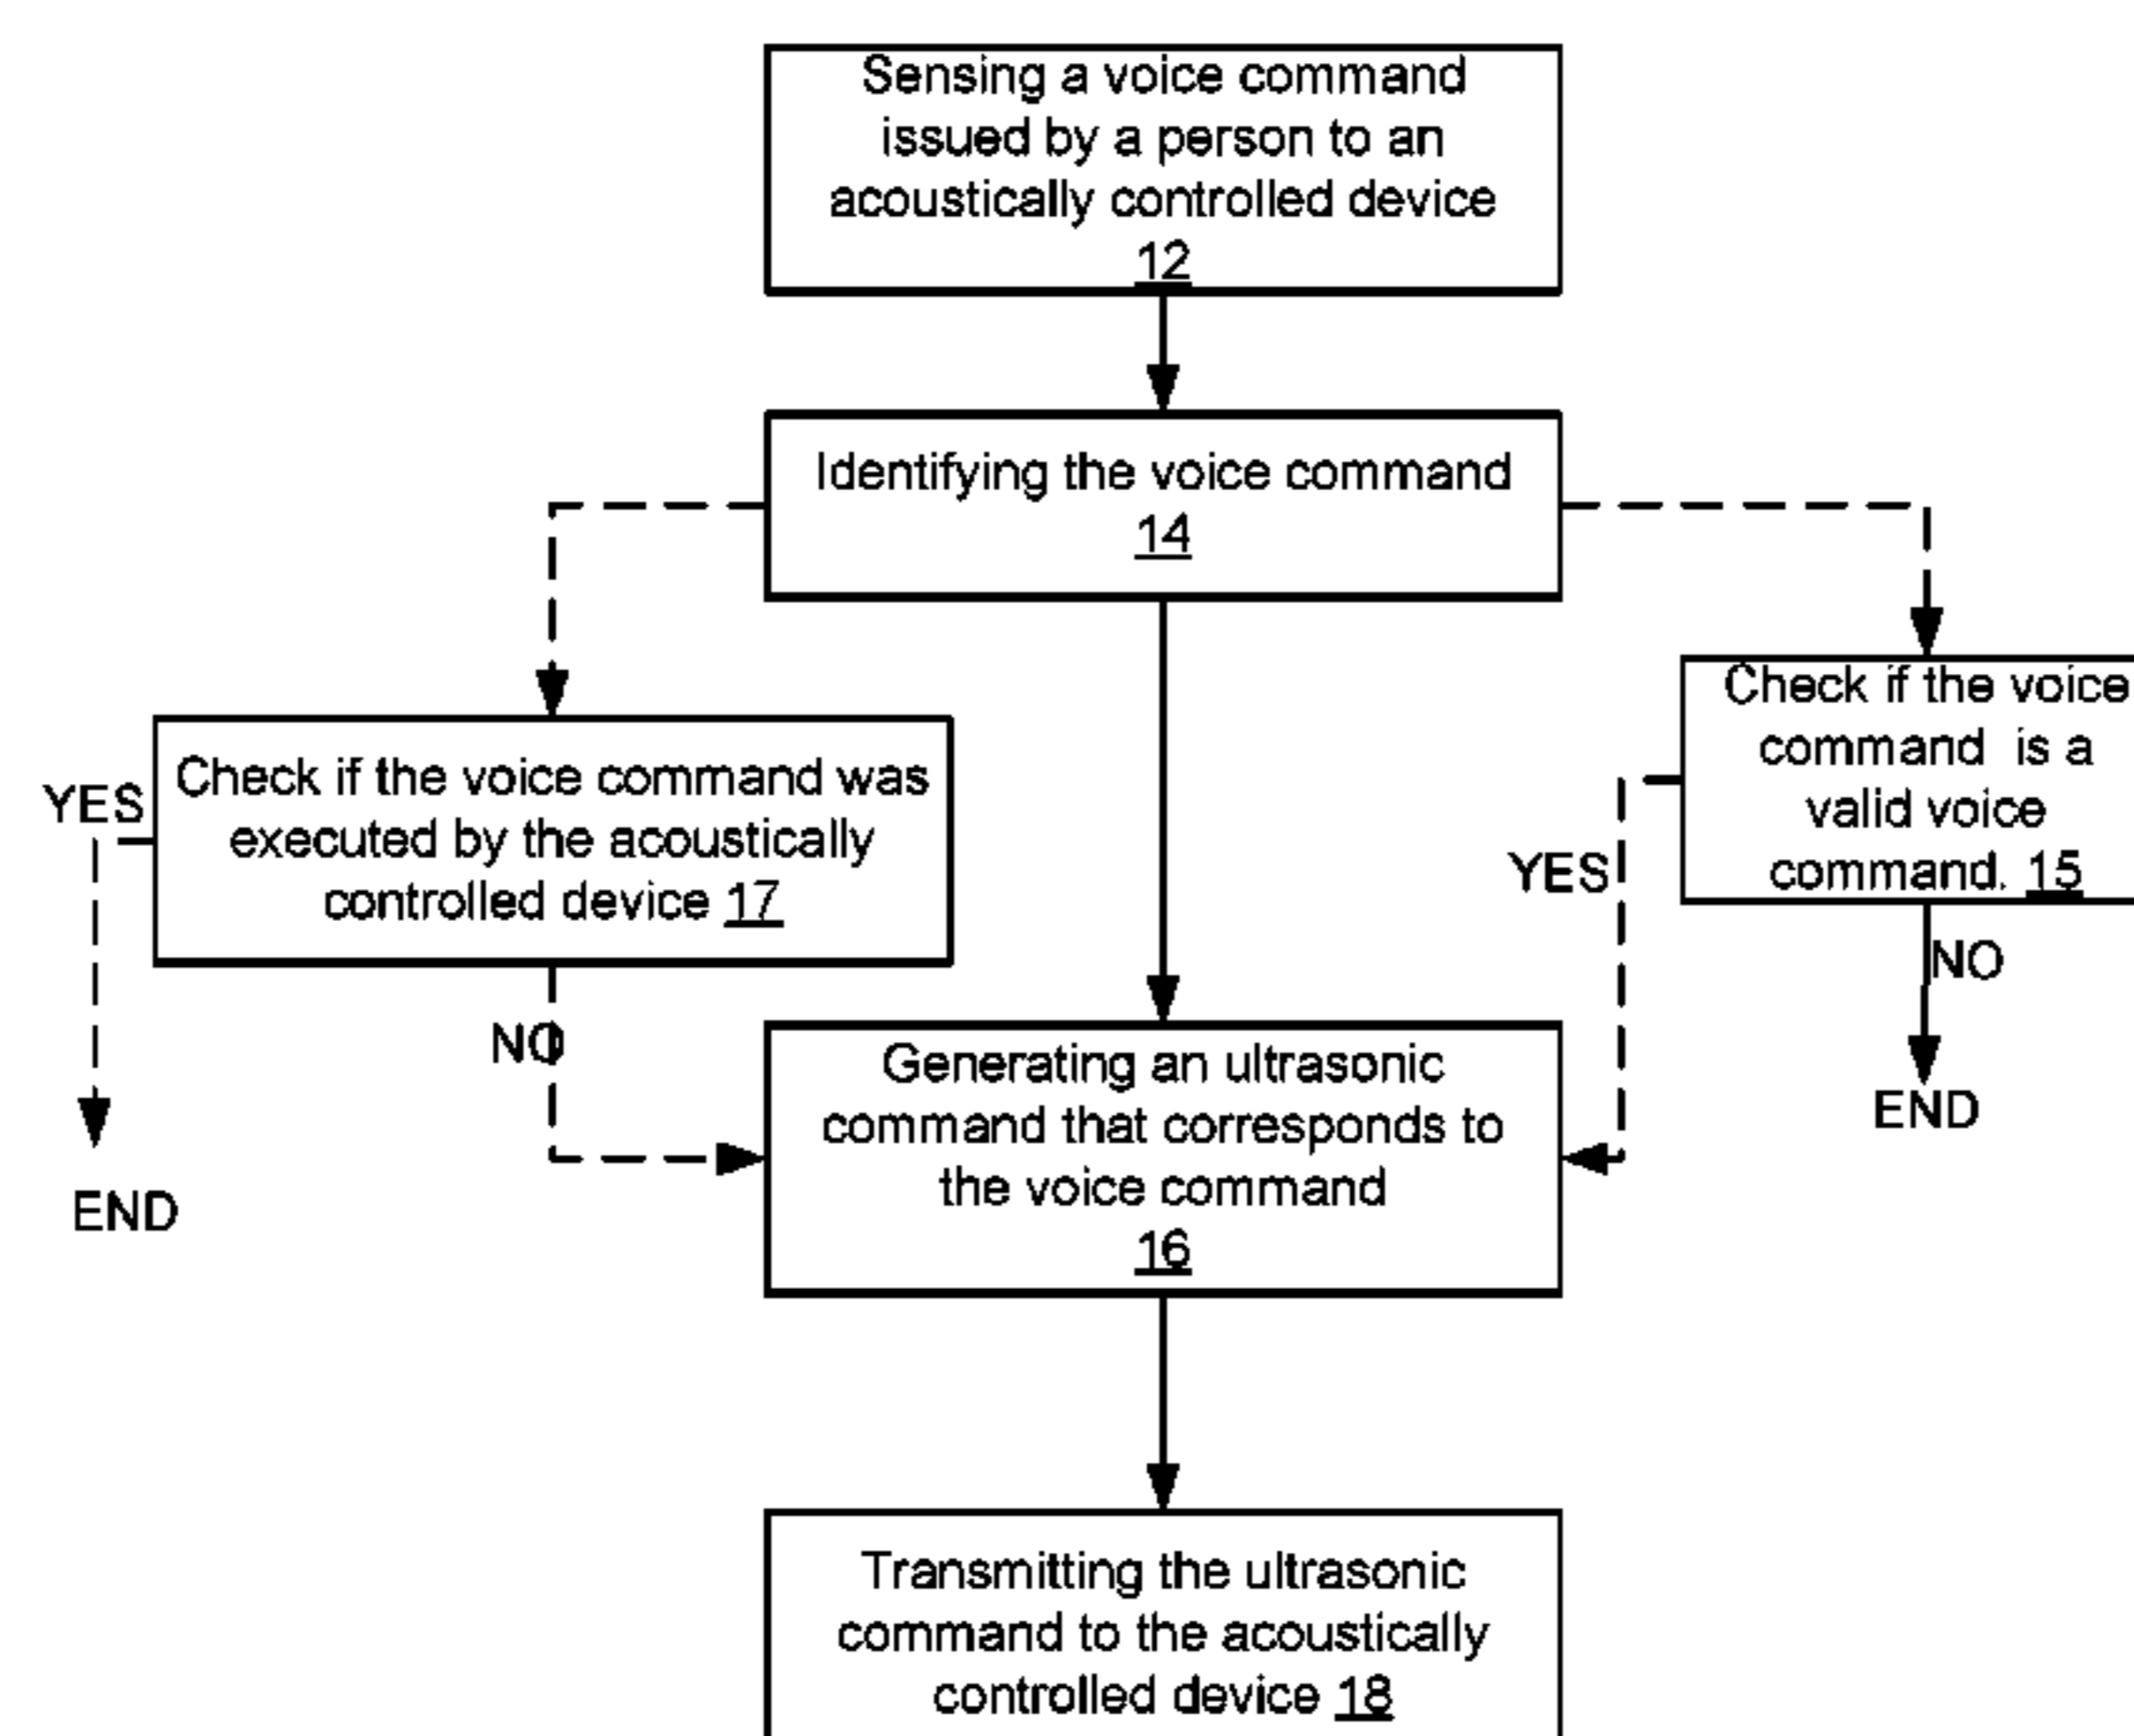 Sensing a voice command
issued by a person to an
acoustically controlled device
12
Identifying the voice command
14
Check if the voice command was
executed by the acoustically
controlled device 17
YES
NO
END
Check if the voice
command is a
valid voice
command. 15
YES
NO
END
Generating an ultrasonic
command that corresponds to
the voice command
16
Transmitting the ultrasonic
command to the acoustically
controlled device 18